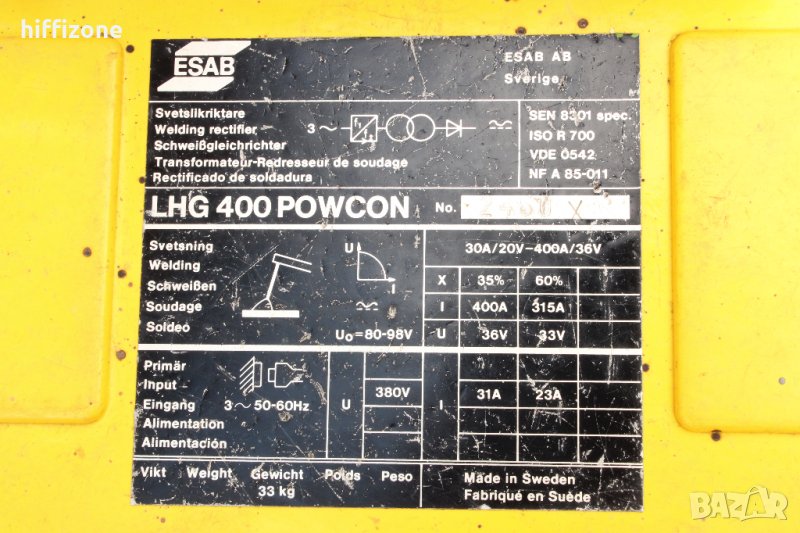 hiffizone
ESAB
ESAB AB
Sverige
Svetslikriktare
Welding rectifier
Schweißgleichrichter
Transformateur-Redresseur de soudage
Rectificado de soldadura
3~
SEN 8301 spec.
ISO R 700
VDE 0542
NF A 85-011
LHG 400 POWCON No.
Svetsning
Welding
Schweißen
Soudage
Soldeo
U
I
U₀=80-98V
30A/20V-400A/36V
X 35% 60%
I 400A 315A
U 36V 33V
Primär
Input
Eingang
Alimentation
Alimentación
3~50-60Hz
U 380V I 31A 23A
Vikt Weight Gewicht Poids Peso
33 kg
Made in Sweden
Fabriqué en Suède
BAZAR